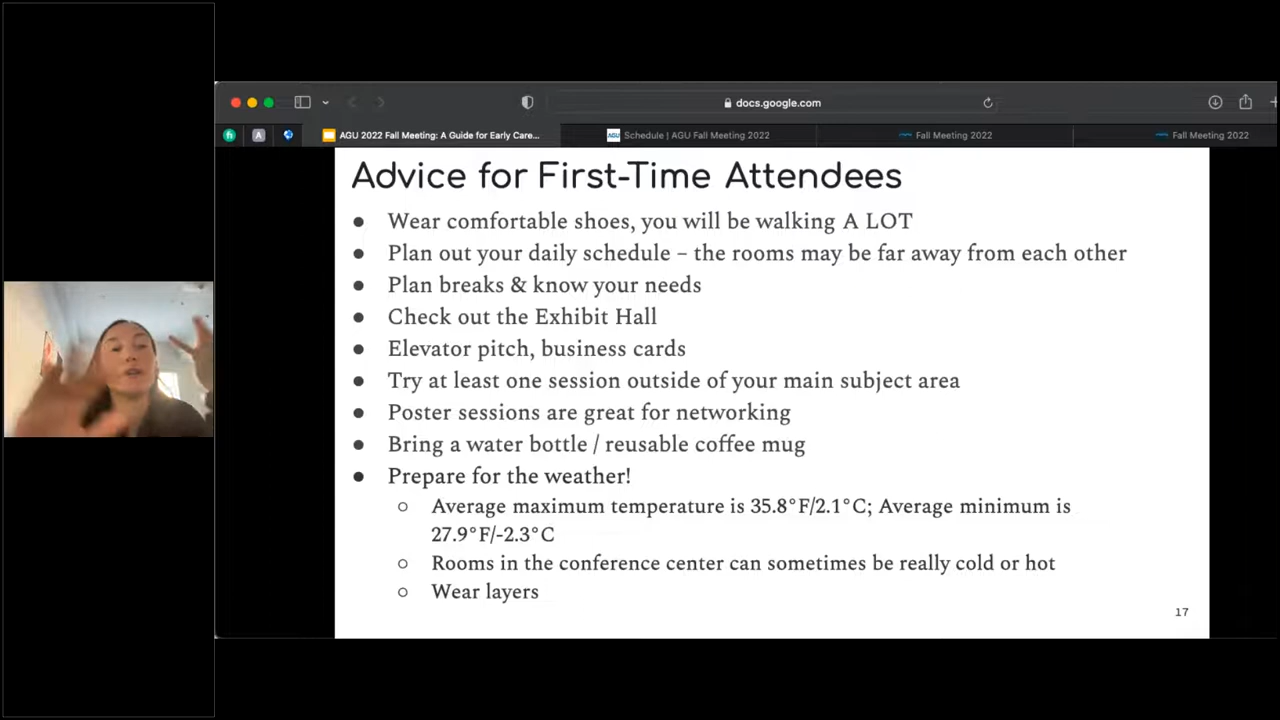 docs.google.com
AGU 2022 Fall Meeting: A Guide for Early Care...
AGU Schedule | AGU Fall Meeting 2022
Fall Meeting 2022
Fall Meeting 2022
Advice for First-Time Attendees
● Wear comfortable shoes, you will be walking A LOT
● Plan out your daily schedule – the rooms may be far away from each other
● Plan breaks & know your needs
● Check out the Exhibit Hall
● Elevator pitch, business cards
● Try at least one session outside of your main subject area
● Poster sessions are great for networking
● Bring a water bottle / reusable coffee mug
● Prepare for the weather!
○ Average maximum temperature is 35.8°F/2.1°C; Average minimum is
27.9°F/-2.3°C
○ Rooms in the conference center can sometimes be really cold or hot
○ Wear layers
17